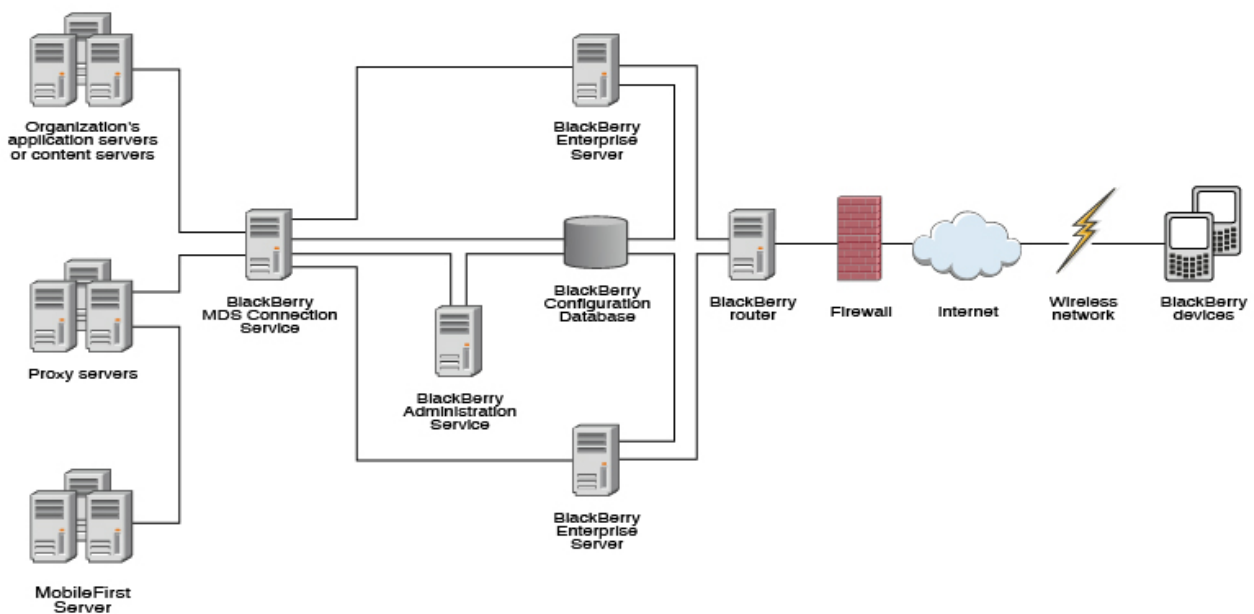 Organization's
application servers
or content servers
BlackBerry
Enterprise
Server
BlackBerry
MDS Connection
Service
BlackBerry
Configuration
Database
BlackBerry
router
Firewall
Internet
Wireless
network
BlackBerry
devices
Proxy servers
BlackBerry
Administration
Service
BlackBerry
Enterprise
Server
MobileFirst
Server